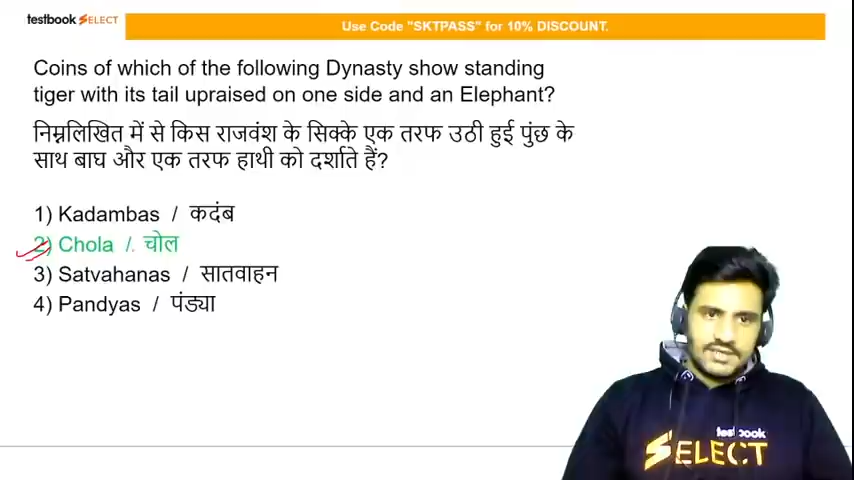 testbook SELECT
Use Code "SKTPASS" for 10% DISCOUNT.
Coins of which of the following Dynasty show standing
tiger with its tail upraised on one side and an Elephant?
निम्नलिखित में से किस राजवंश के सिक्के एक तरफ उठी हुई पुंछ के
साथ बाघ और एक तरफ हाथी को दर्शाते हैं?
1) Kadambas / कदंब
2) Chola /. चोल
3) Satvahanas / सातवाहन
4) Pandyas / पंड्या
testbook
SELECT